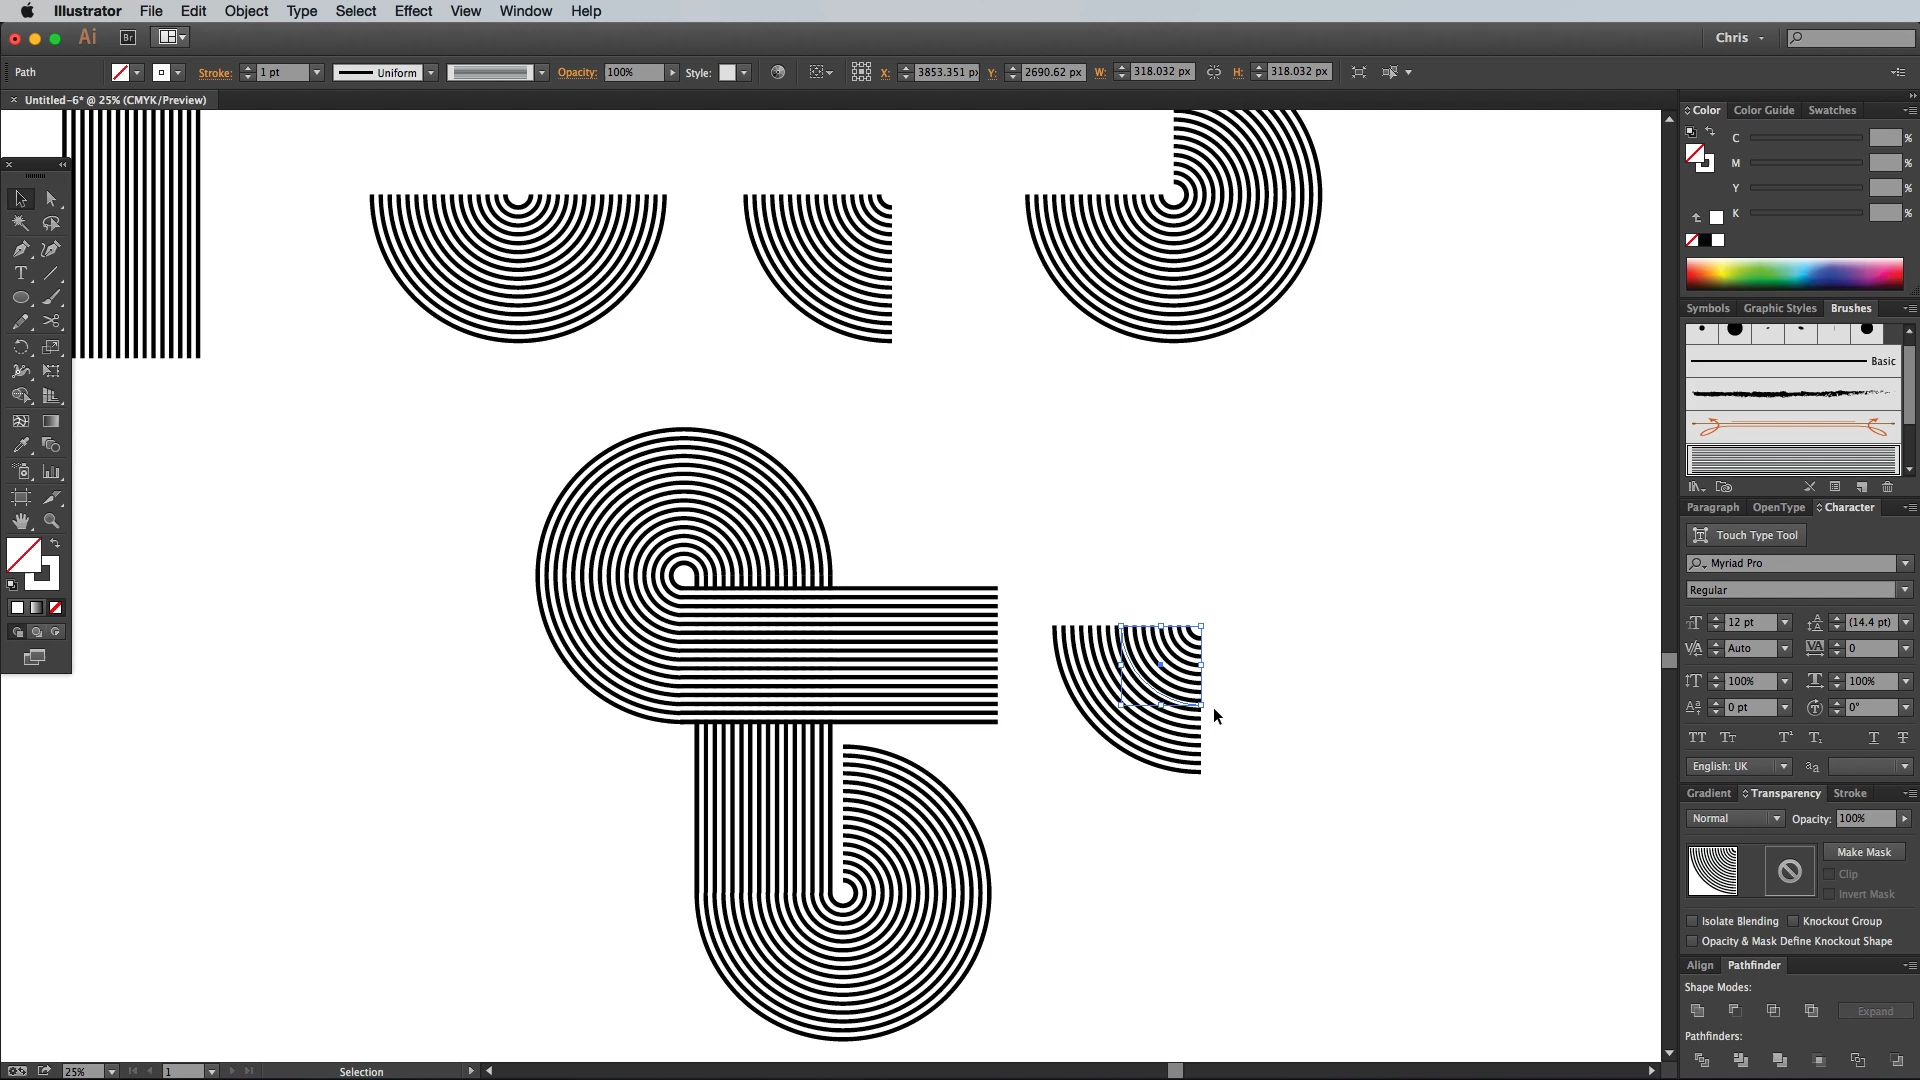 Illustrator File Edit Object Type Select Effect View Window Help
Ai Br Chris
Path Stroke: 1 pt Uniform Opacity: 100% Style: X: 3853.351 px Y: 2690.62 px W: 318.032 px H: 318.032 px
× Untitled-6* @ 25% (CMYK/Preview)
Color Color Guide Swatches
C %
M %
Y %
K %
Symbols Graphic Styles Brushes
Basic
Paragraph OpenType Character
Touch Type Tool
Myriad Pro
Regular
12 pt (14.4 pt)
Auto 0
100% 100%
0 pt 0°
TT Tt T¹ T₁ T T
English: UK aa
Gradient Transparency Stroke
Normal Opacity: 100%
Make Mask
Clip
Invert Mask
Isolate Blending Knockout Group
Opacity & Mask Define Knockout Shape
Align Pathfinder
Shape Modes:
Expand
Pathfinders:
25% 1 Selection